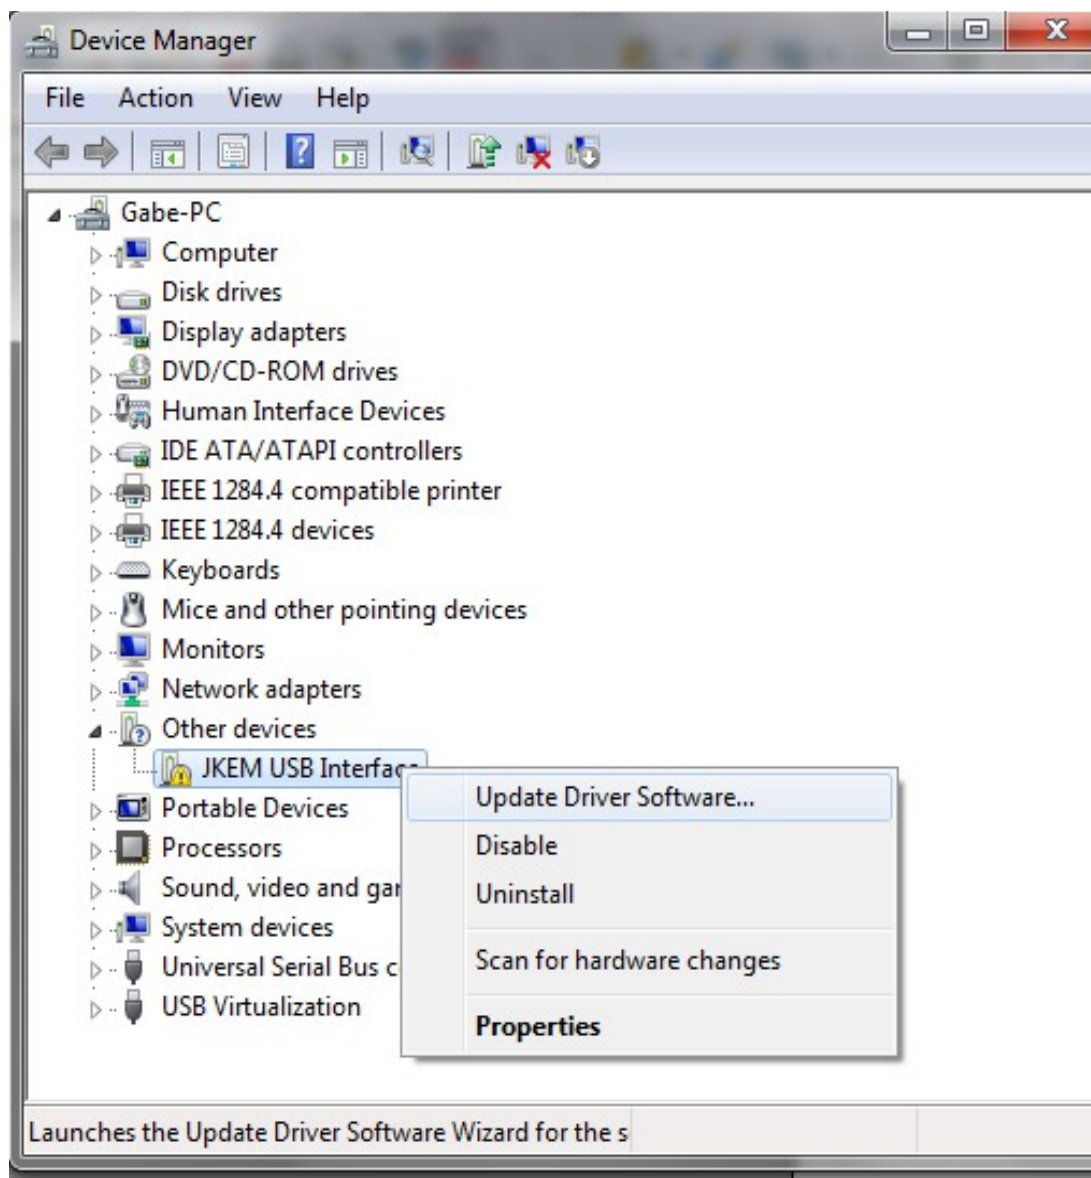 Device Manager
File Action View Help
Gabe-PC
Computer
Disk drives
Display adapters
DVD/CD-ROM drives
Human Interface Devices
IDE ATA/ATAPI controllers
IEEE 1284.4 compatible printer
IEEE 1284.4 devices
Keyboards
Mice and other pointing devices
Monitors
Network adapters
Other devices
JKEM USB Interface
Portable Devices
Processors
Sound, video and gar
System devices
Universal Serial Bus c
USB Virtualization
Update Driver Software...
Disable
Uninstall
Scan for hardware changes
Properties
Launches the Update Driver Software Wizard for the s